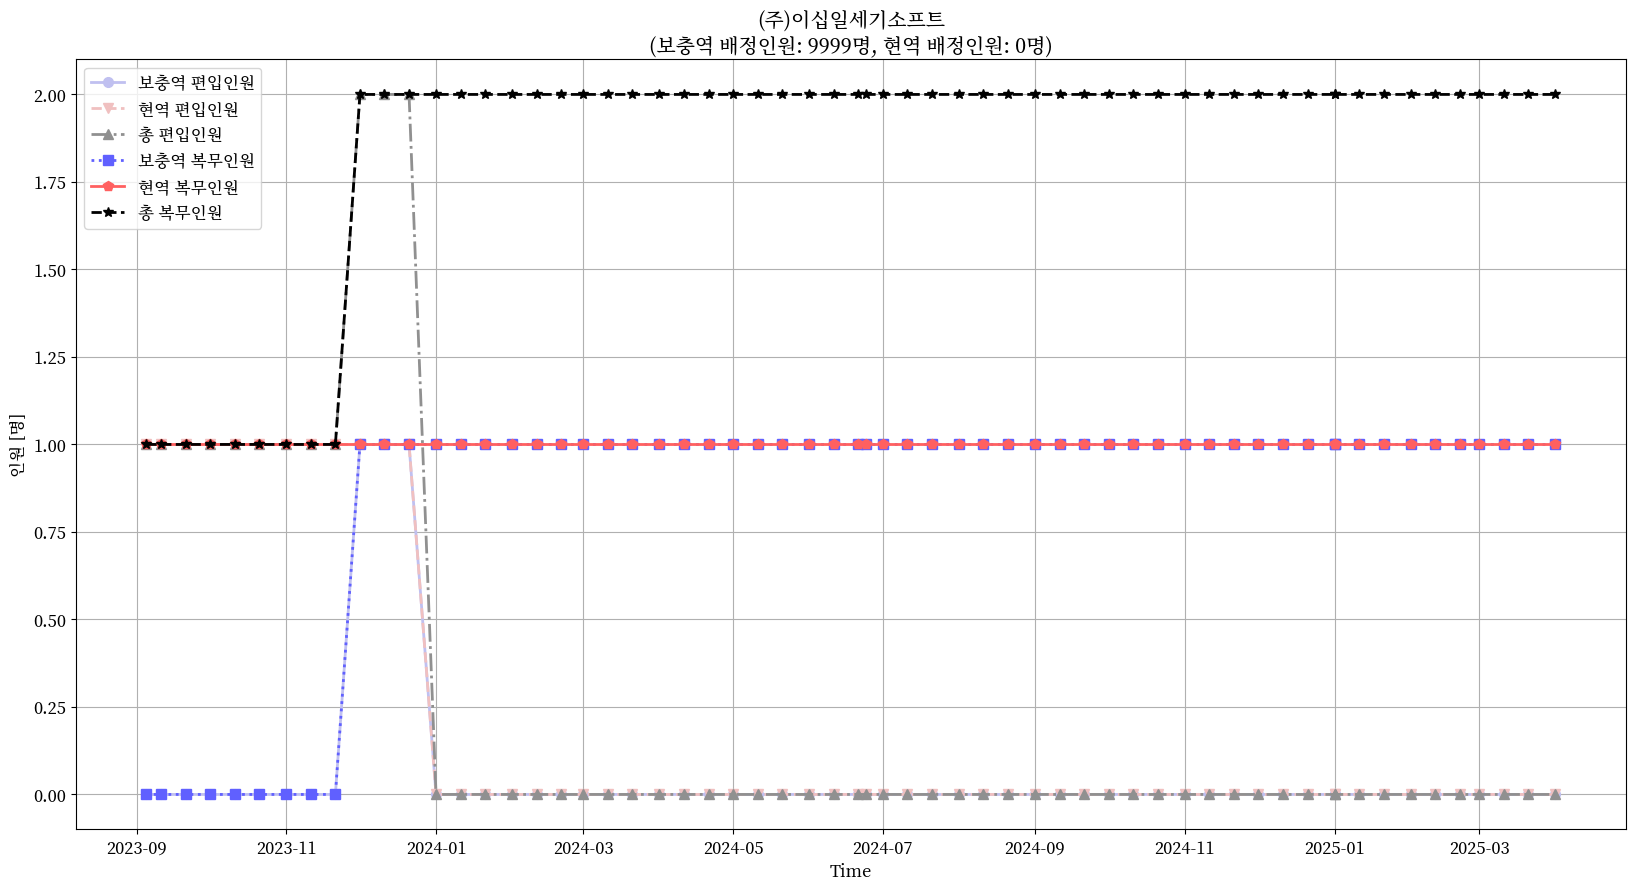 (주)이십일세기소프트
(보충역 배정인원: 9999명, 현역 배정인원: 0명)
보충역 편입인원
현역 편입인원
총 편입인원
보충역 복무인원
현역 복무인원
총 복무인원
인원 [명]
2.00
1.75
1.50
1.25
1.00
0.75
0.50
0.25
0.00
2023-09 2023-11 2024-01 2024-03 2024-05 2024-07 2024-09 2024-11 2025-01 2025-03
Time